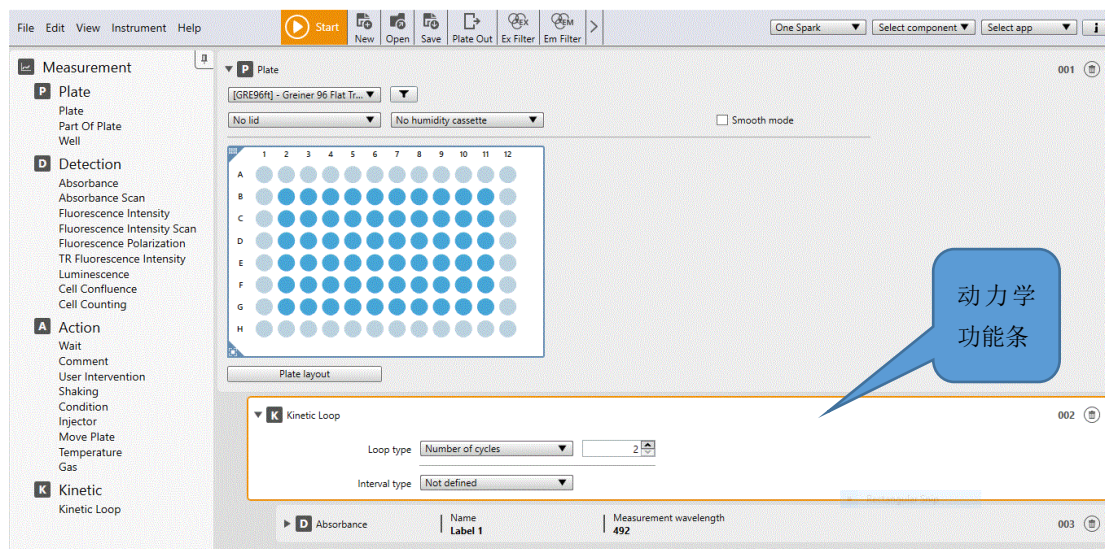 File Edit View Instrument Help
Start
New Open Save Plate Out Ex Filter Em Filter
EX
EM
One Spark
Select component
Select app
i
Measurement
P Plate
Plate
Part Of Plate
Well
D Detection
Absorbance
Absorbance Scan
Fluorescence Intensity
Fluorescence Intensity Scan
Fluorescence Polarization
TR Fluorescence Intensity
Luminescence
Cell Confluence
Cell Counting
A Action
Wait
Comment
User Intervention
Shaking
Condition
Injector
Move Plate
Temperature
Gas
K Kinetic
Kinetic Loop
P Plate
001
[GRE96ft] - Greiner 96 Flat Tr...
No lid
No humidity cassette
Smooth mode
1 2 3 4 5 6 7 8 9 10 11 12
A
B
C
D
E
F
G
H
Plate layout
动力学
功能条
K Kinetic Loop
002
Loop type Number of cycles 2
Interval type Not defined
Rectangular Snip
D Absorbance
Name
Label 1
Measurement wavelength
492
003